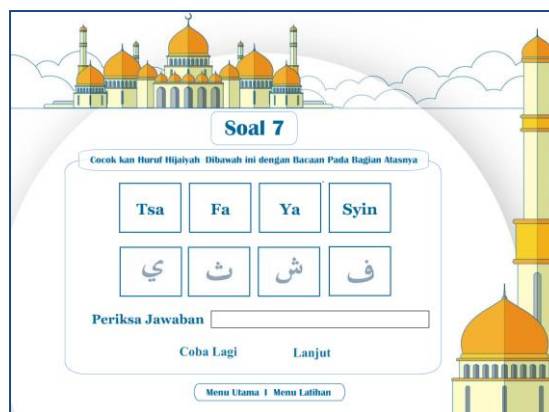 Soal 7
Cocok kan Huruf Hijaiyah Dibawah ini dengan Bacaan Pada Bagian Atasnya
Tsa Fa Ya Syin
ي ث ش ف
Periksa Jawaban
Coba Lagi Lanjut
Menu Utama I Menu Latihan